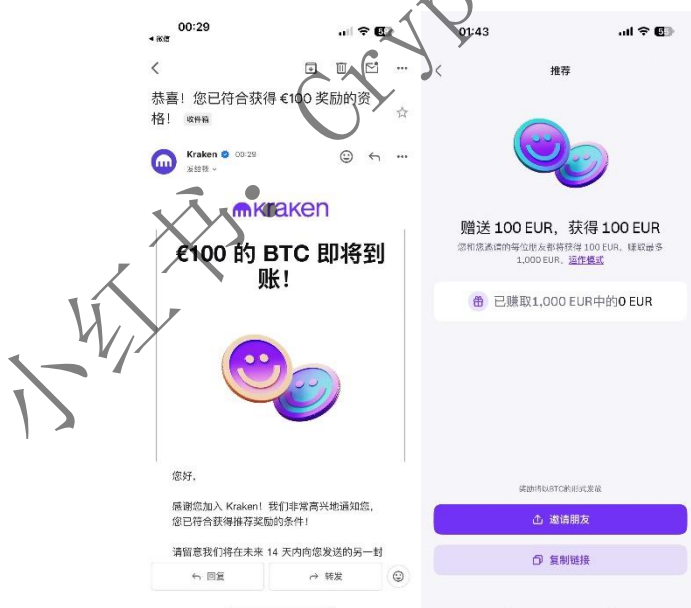 00:29
微信
恭喜！您已符合获得 €100 奖励的资
格！ 收件箱
Kraken 00:29
发给我
mkraken
€100 的 BTC 即将到
账！
您好，
感谢您加入 Kraken！我们非常高兴地通知您，
您已符合获得推荐奖励的条件！
请留意我们将在未来 14 天内向您发送的另一封
回复
转发
01:43
推荐
赠送 100 EUR，获得 100 EUR
您和您邀请的每位朋友都将获得 100 EUR，赚取最多
1,000 EUR。运作模式
已赚取1,000 EUR中的0 EUR
奖励将以BTC的形式发放
邀请朋友
复制链接
小红书：Cryp